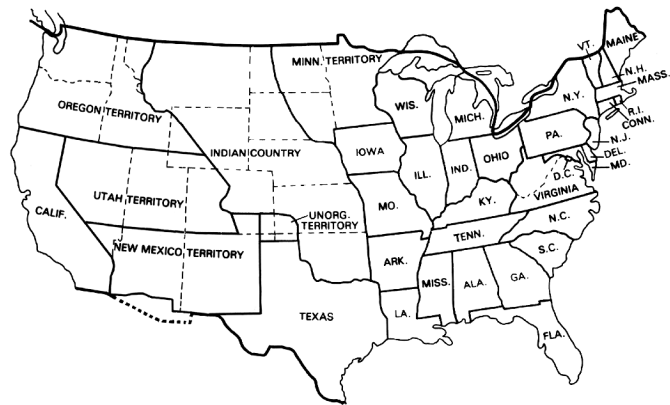 VT.
MAINE
MINN. TERRITORY
N.H.
MASS.
WIS.
N.Y.
OREGON TERRITORY
MICH.
R.I.
CONN.
PA.
N.J.
INDIAN COUNTRY
IOWA
OHIO
DEL.
ILL.
IND.
MD.
D.C.
UTAH TERRITORY
VIRGINIA
KY.
CALIF.
UNORG.
TERRITORY
MO.
N.C.
TENN.
NEW MEXICO TERRITORY
S.C.
ARK.
MISS.
ALA.
GA.
TEXAS
LA.
FLA.